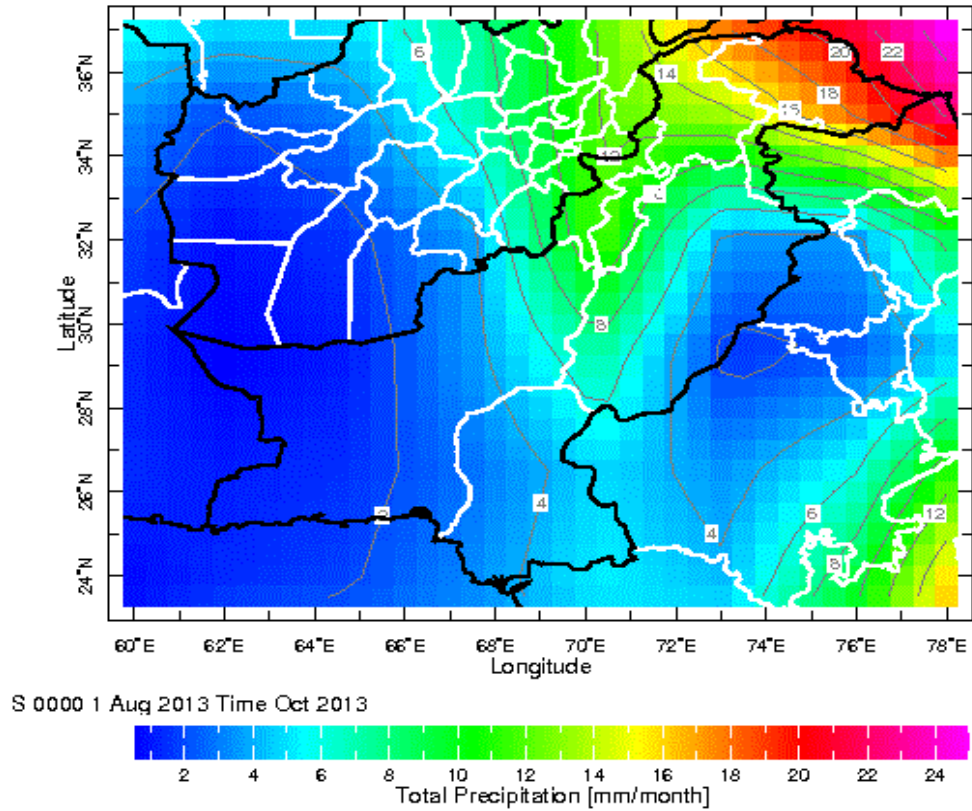 6
14
20
22
18
16
36°N
34°N
32°N
30°N
28°N
26°N
24°N
Latitude
8
2
4
4
6
8
12
60°E 62°E 64°E 66°E 68°E 70°E 72°E 74°E 76°E 78°E
Longitude
S 0000 1 Aug 2013 Time Oct 2013
2 4 6 8 10 12 14 16 18 20 22 24
Total Precipitation [mm/month]